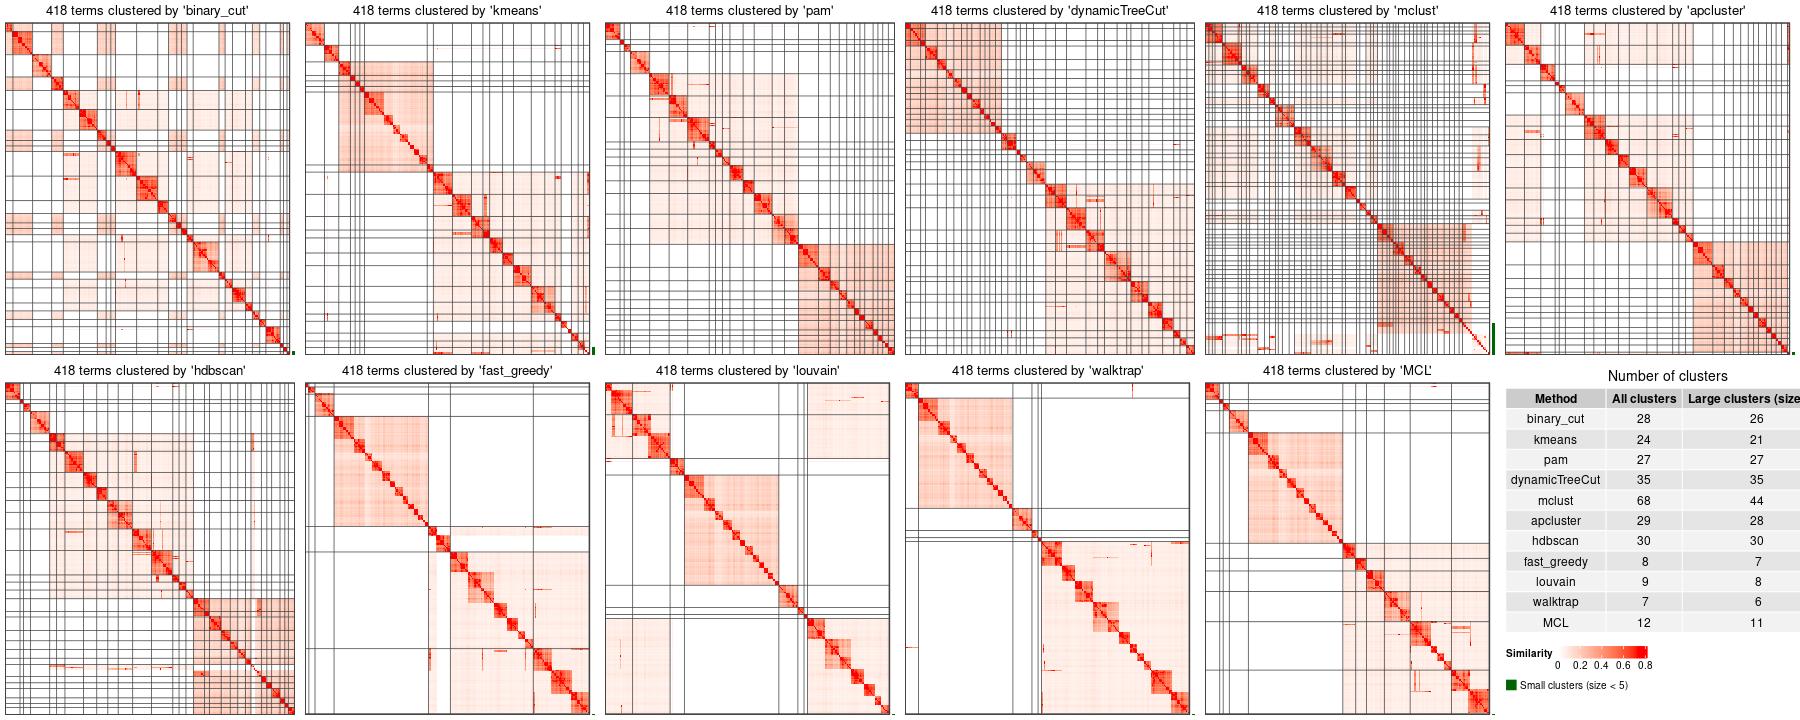 418 terms clustered by 'binary_cut'
418 terms clustered by 'kmeans'
418 terms clustered by 'pam'
418 terms clustered by 'dynamicTreeCut'
418 terms clustered by 'mclust'
418 terms clustered by 'apcluster'
418 terms clustered by 'hdbscan'
418 terms clustered by 'fast_greedy'
418 terms clustered by 'louvain'
418 terms clustered by 'walktrap'
418 terms clustered by 'MCL'
Number of clusters
Method All clusters Large clusters (size
binary_cut 28 26
kmeans 24 21
pam 27 27
dynamicTreeCut 35 35
mclust 68 44
apcluster 29 28
hdbscan 30 30
fast_greedy 8 7
louvain 9 8
walktrap 7 6
MCL 12 11
Similarity
0 0.2 0.4 0.6 0.8
Small clusters (size < 5)